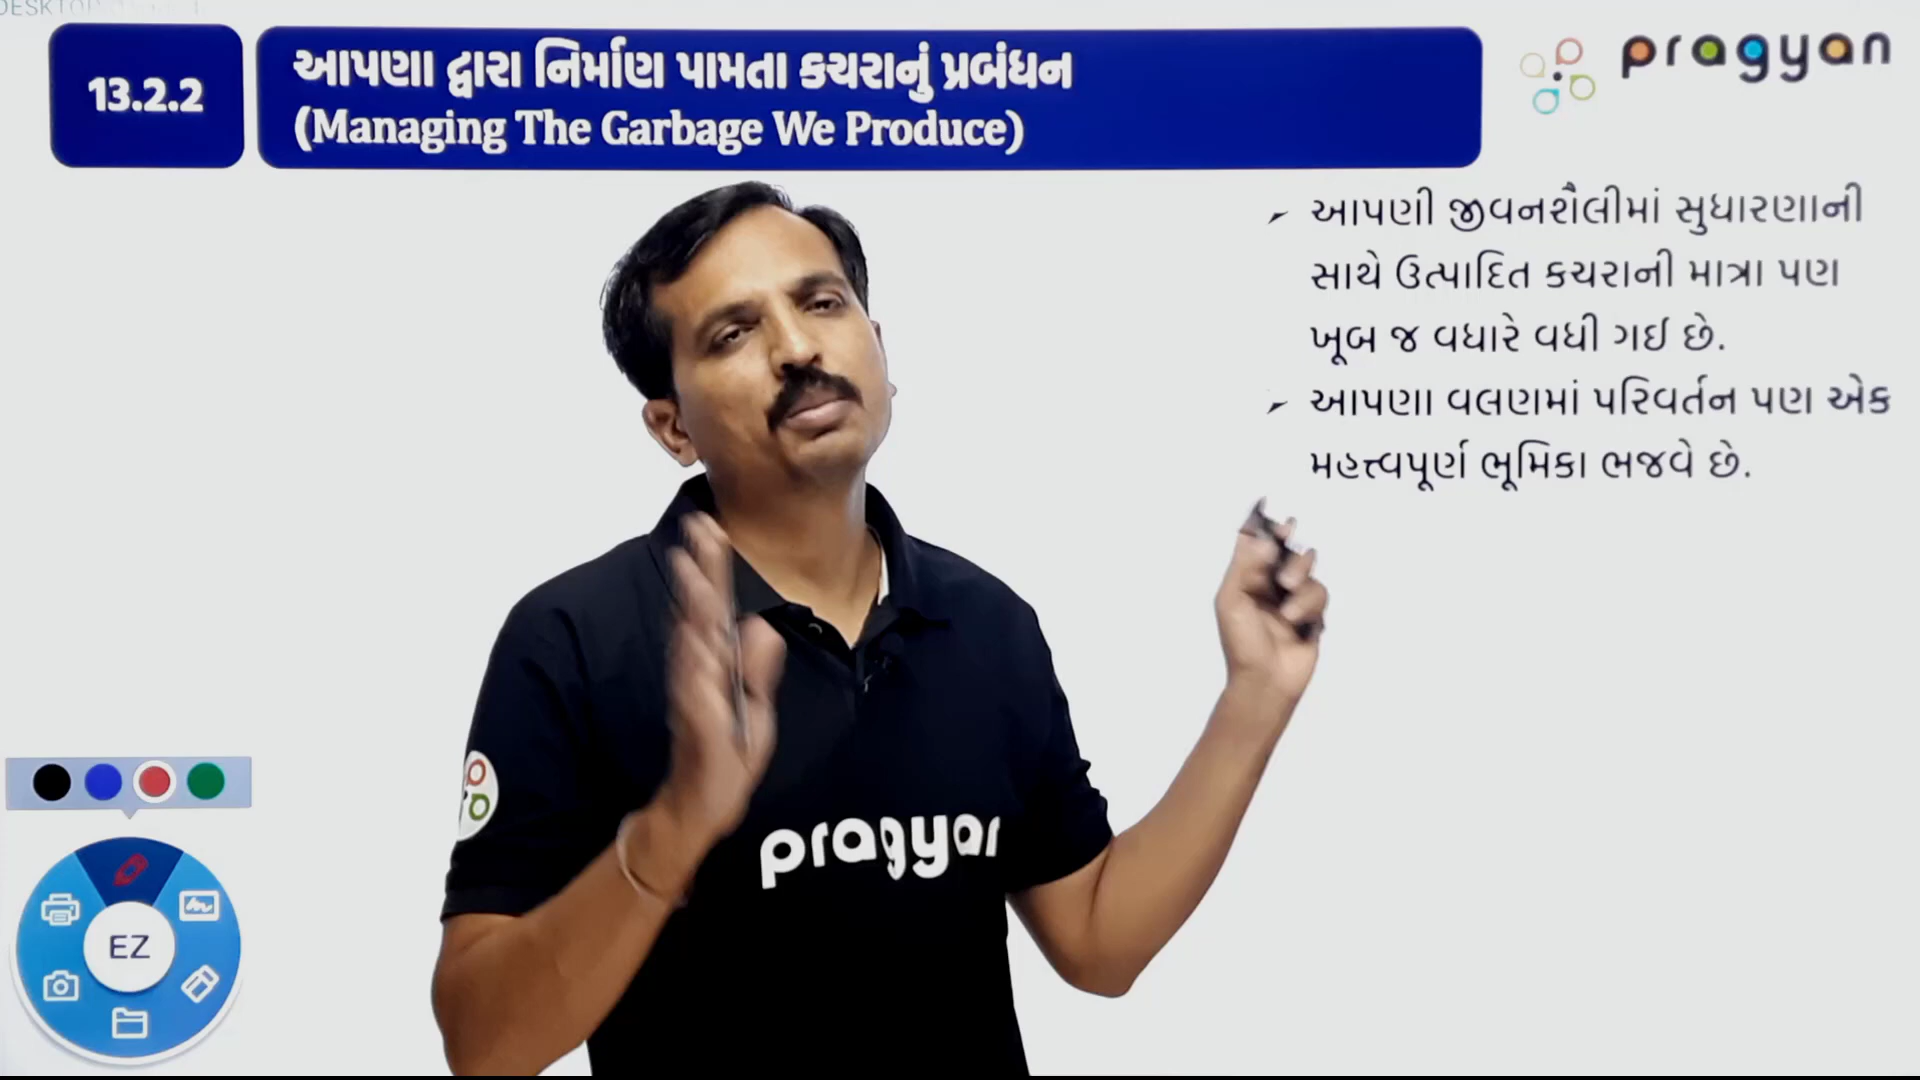 13.2.2
આપણા દ્વારા નિર્માણ પામતા કચરાનું પ્રબંધન
(Managing The Garbage We Produce)
pragyan
➢ આપણી જીવનશૈલીમાં સુધારણાની
સાથે ઉત્પાદિત કચરાની માત્રા પણ
ખૂબ જ વધારે વધી ગઈ છે.
➢ આપણા વલણમાં પરિવર્તન પણ એક
મહત્ત્વપૂર્ણ ભૂમિકા ભજવે છે.
pragyan
EZ